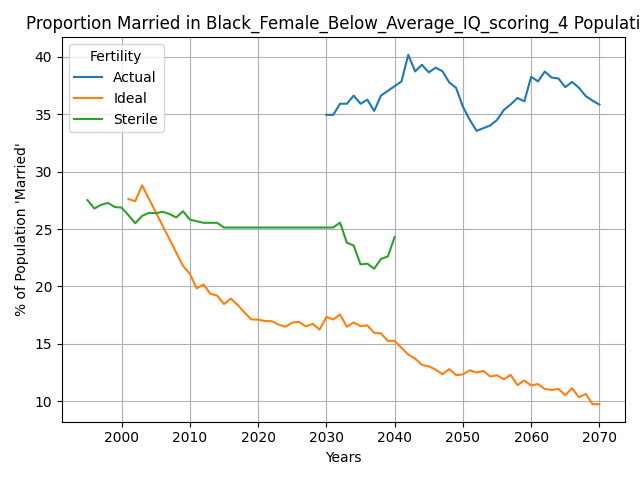 Proportion Married in Black_Female_Below_Average_IQ_scoring_4 Populati
Fertility
Actual
Ideal
Sterile
% of Population 'Married'
40
35
30
25
20
15
10
2000 2010 2020 2030 2040 2050 2060 2070
Years